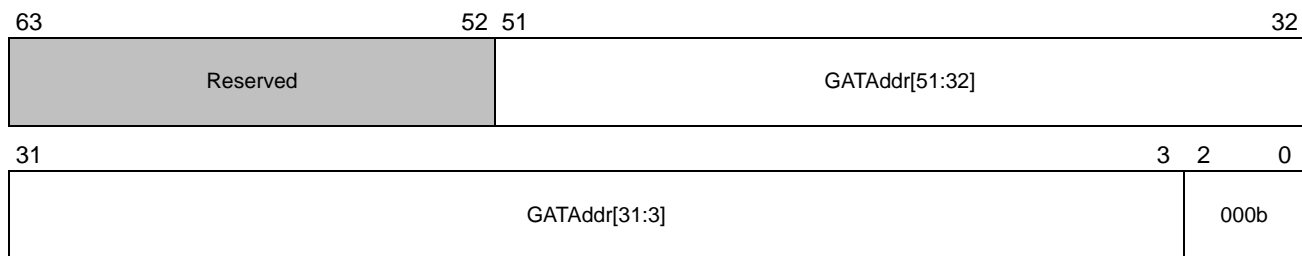 63 52 51 32
Reserved GATAddr[51:32]
31 3 2 0
GATAddr[31:3] 000b